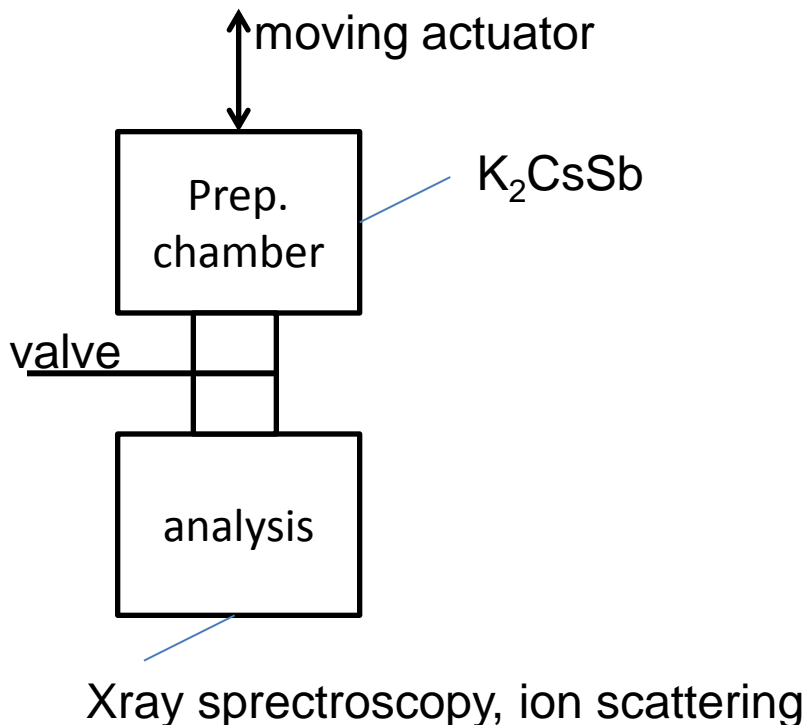 moving actuator
Prep.
chamber
K₂CsSb
valve
analysis
Xray sprectroscopy, ion scattering